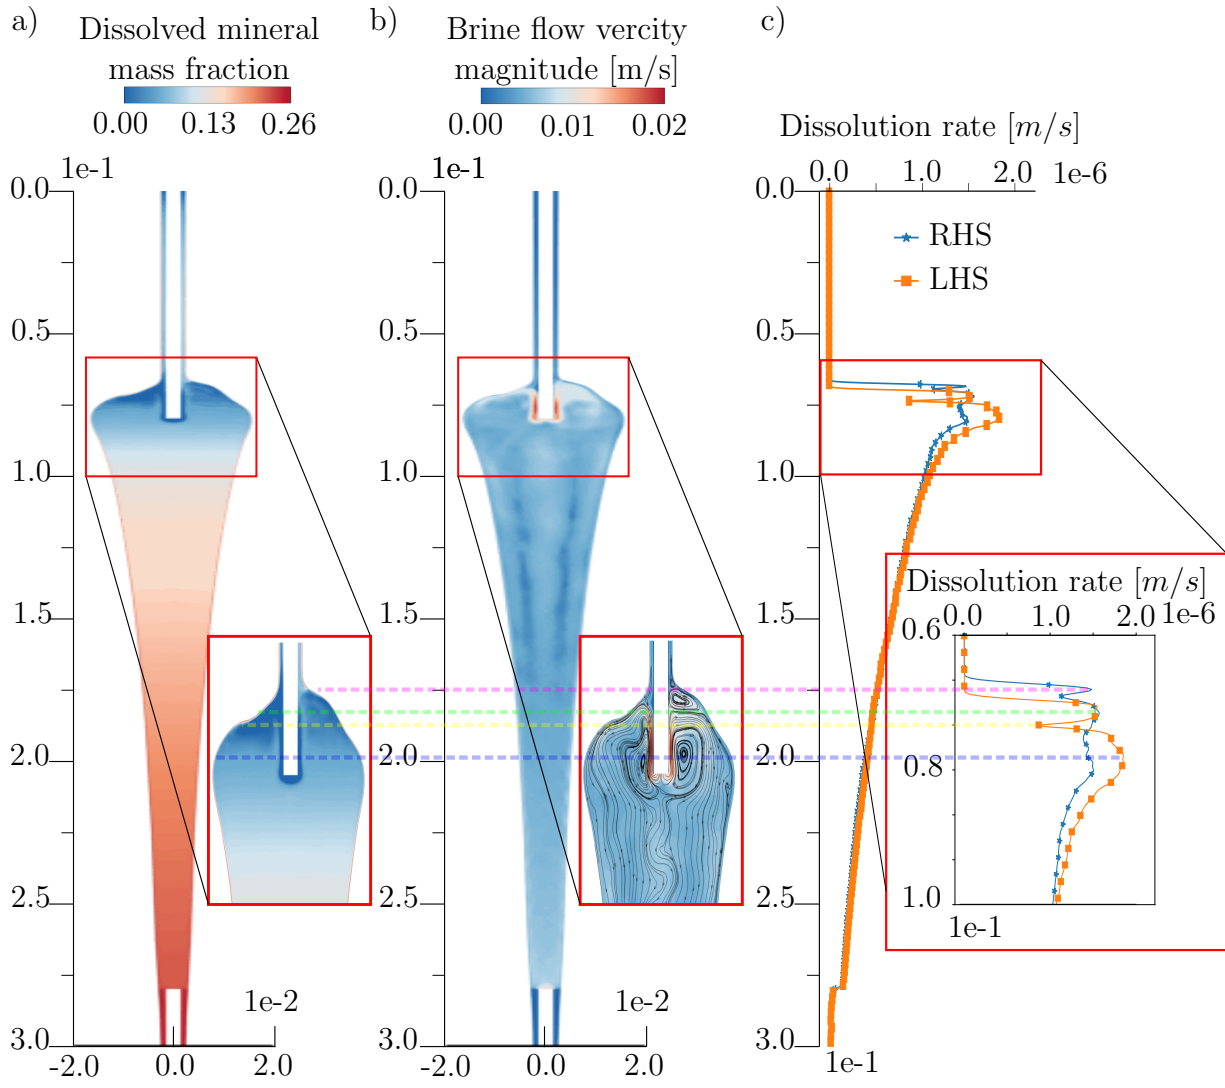 a)
Dissolved mineral
mass fraction
0.00 0.13 0.26
b)
Brine flow vercity
magnitude [m/s]
0.00 0.01 0.02
c)
Dissolution rate [m/s]
0.0 1.0 2.0
1e-6
RHS
LHS
1e-1
0.0
0.5
1.0
1.5
2.0
2.5
3.0
1e-2
-2.0 0.0 2.0
1e-1
0.0
0.5
1.0
1.5
2.0
2.5
3.0
1e-2
-2.0 0.0 2.0
0.0
0.5
1.0
1.5
2.0
2.5
3.0
1e-1
Dissolution rate [m/s]
0.0 1.0 2.0
1e-6
0.6
0.8
1.0
1e-1